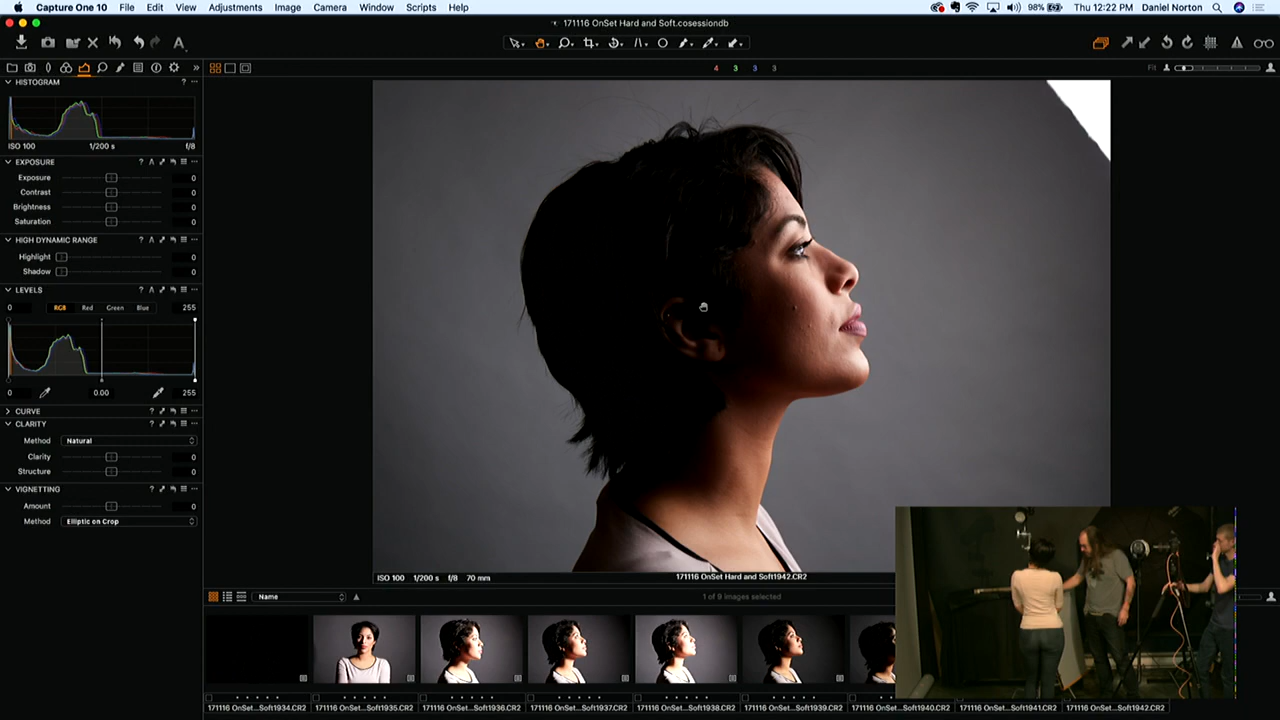 Capture One 10 File Edit View Adjustments Image Camera Window Scripts Help 98% Thu 12:22 PM Daniel Norton
171116 OnSet Hard and Soft.cosessiondb
4 3 3 3
Fit
HISTOGRAM
ISO 100 1/200 s f/8
EXPOSURE
Exposure 0
Contrast 0
Brightness 0
Saturation 0
HIGH DYNAMIC RANGE
Highlight 0
Shadow 0
LEVELS
0 RGB Red Green Blue 255
0 0.00 255
CURVE
CLARITY
Method Natural
Clarity 0
Structure 0
VIGNETTING
Amount 0
Method Elliptic on Crop
ISO 100 1/200 s f/8 70 mm 171116 OnSet Hard and Soft1942.CR2
Name 1 of 9 images selected
171116 OnSet...Soft1934.CR2 171116 OnSet...Soft1935.CR2 171116 OnSet...Soft1936.CR2 171116 OnSet...Soft1937.CR2 171116 OnSet...Soft1938.CR2 171116 OnSet...Soft1939.CR2 171116 OnSet...Soft1940.CR2 171116 OnSet...Soft1941.CR2 171116 OnSet...Soft1942.CR2